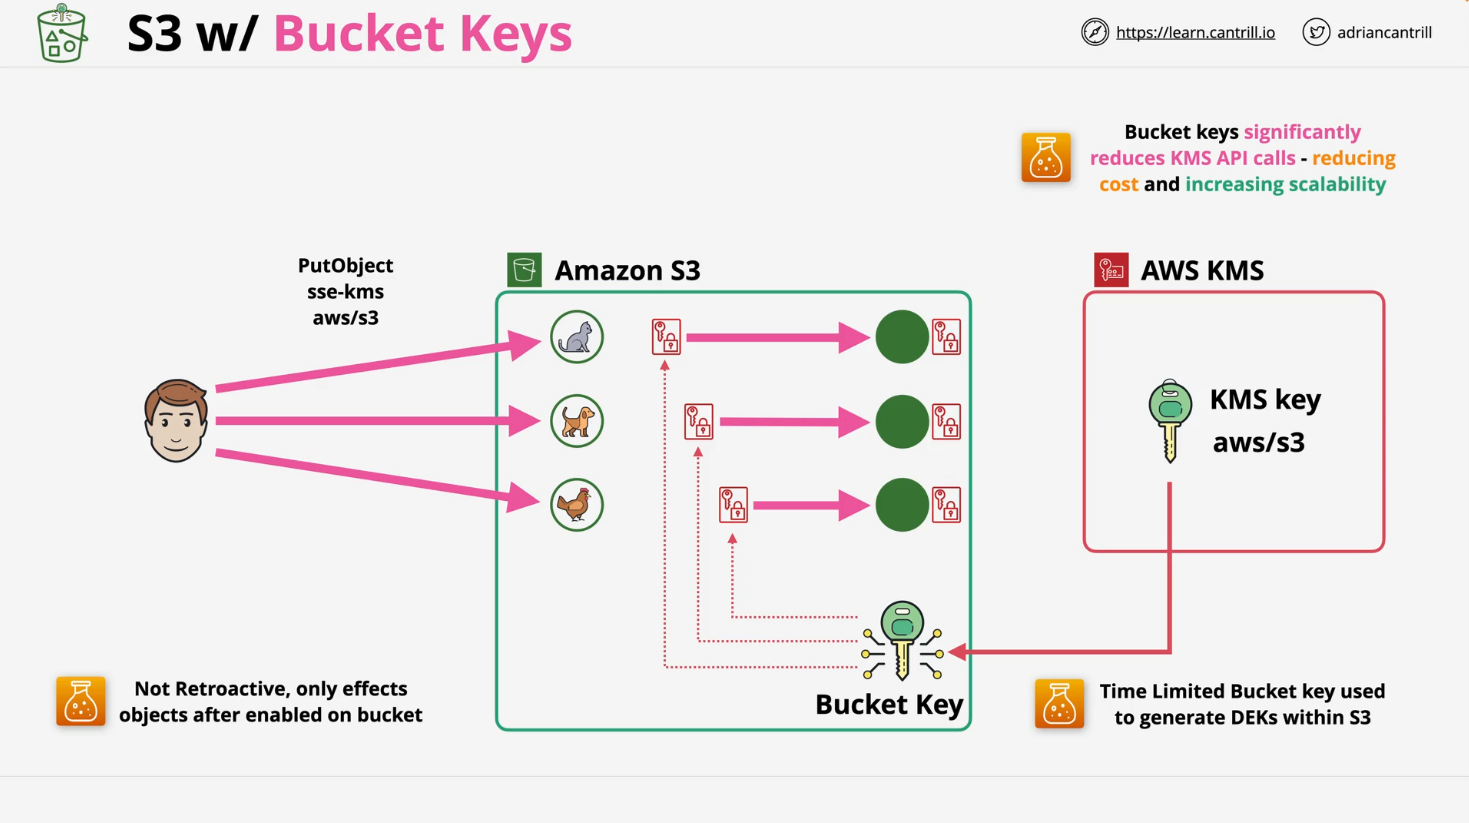 S3 w/ Bucket Keys
https://learn.cantrill.io
adriancantrill
Bucket keys significantly
reduces KMS API calls - reducing
cost and increasing scalability
PutObject
sse-kms
aws/s3
Amazon S3
AWS KMS
KMS key
aws/s3
Bucket Key
Not Retroactive, only effects
objects after enabled on bucket
Time Limited Bucket key used
to generate DEKs within S3